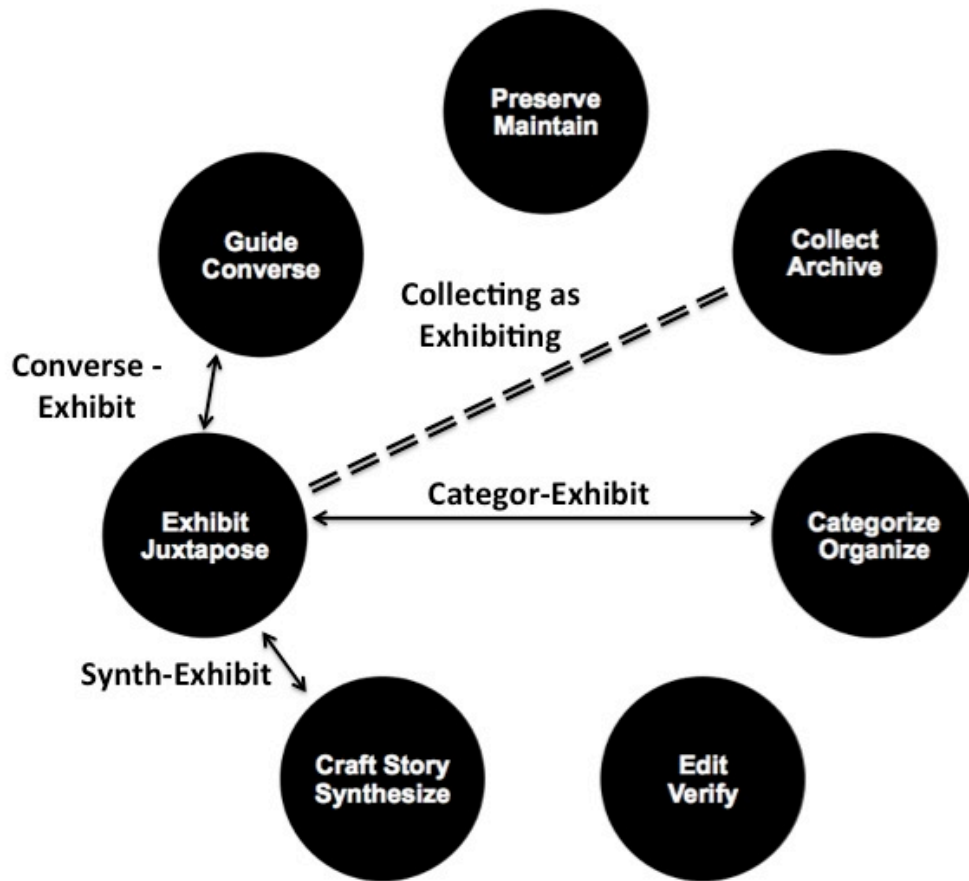 Preserve
Maintain
Guide
Converse
Collect
Archive
Collecting as
Exhibiting
Converse -
Exhibit
Categor-Exhibit
Exhibit
Juxtapose
Categorize
Organize
Synth-Exhibit
Craft Story
Synthesize
Edit
Verify